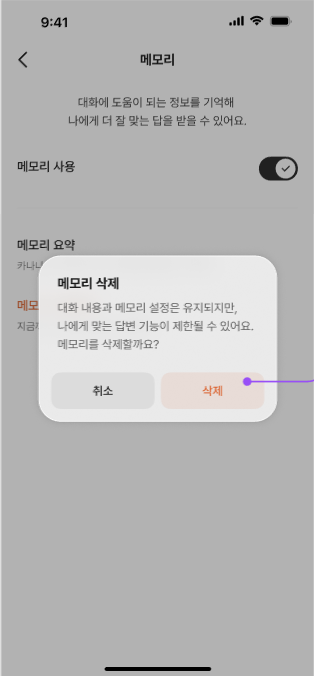 9:41
메모리
대화에 도움이 되는 정보를 기억해
나에게 더 잘 맞는 답을 받을 수 있어요.
메모리 사용
메모리 요약
메모리 삭제
대화 내용과 메모리 설정은 유지되지만,
나에게 맞는 답변 기능이 제한될 수 있어요.
메모리를 삭제할까요?
취소
삭제